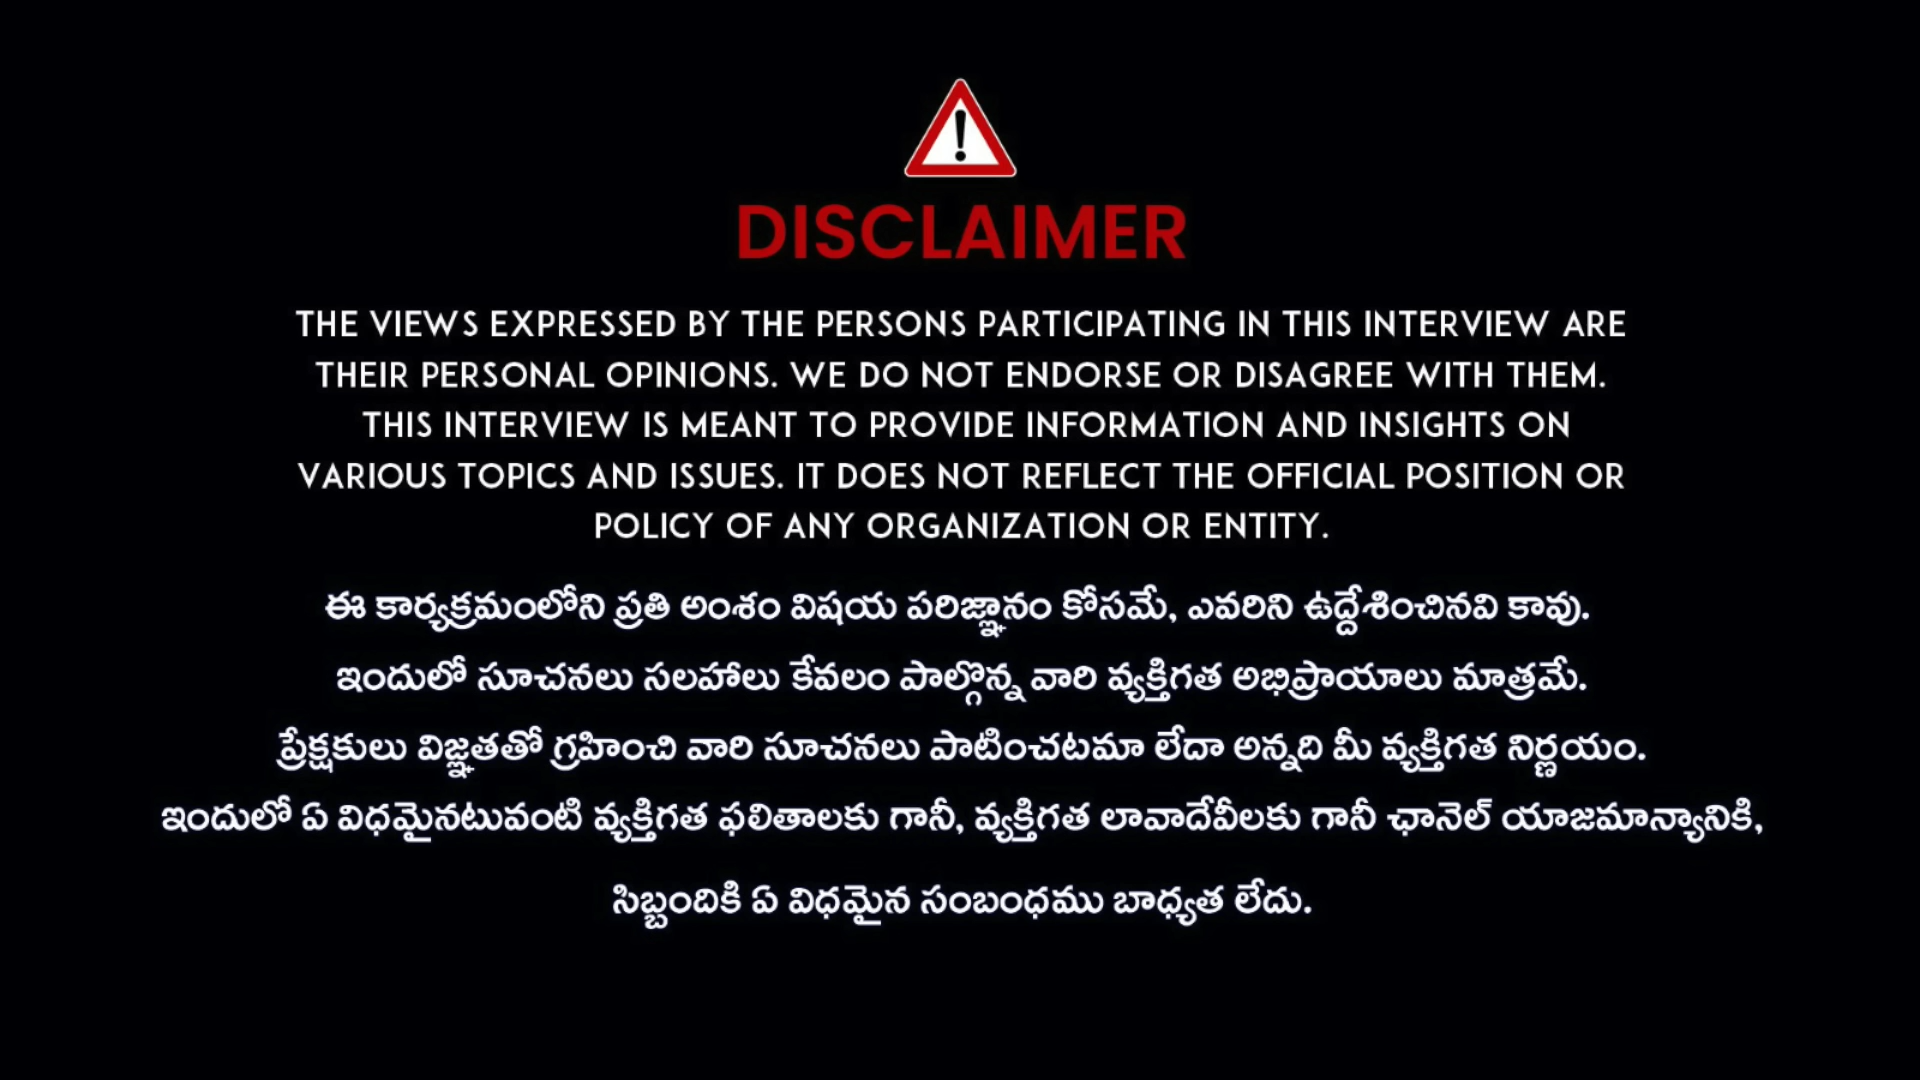 DISCLAIMER
THE VIEWS EXPRESSED BY THE PERSONS PARTICIPATING IN THIS INTERVIEW ARE
THEIR PERSONAL OPINIONS. WE DO NOT ENDORSE OR DISAGREE WITH THEM.
THIS INTERVIEW IS MEANT TO PROVIDE INFORMATION AND INSIGHTS ON
VARIOUS TOPICS AND ISSUES. IT DOES NOT REFLECT THE OFFICIAL POSITION OR
POLICY OF ANY ORGANIZATION OR ENTITY.
ఈ కార్యక్రమంలోని ప్రతి అంశం విషయ పరిజ్ఞానం కోసమే, ఎవరిని ఉద్దేశించినవి కావు.
ఇందులో సూచనలు సలహాలు కేవలం పాల్గొన్న వారి వ్యక్తిగత అభిప్రాయాలు మాత్రమే.
ప్రేక్షకులు విజ్ఞతతో గ్రహించి వారి సూచనలు పాటించటమా లేదా అన్నది మీ వ్యక్తిగత నిర్ణయం.
ఇందులో ఏ విధమైనటువంటి వ్యక్తిగత ఫలితాలకు గానీ, వ్యక్తిగత లావాదేవీలకు గానీ ఛానెల్ యాజమాన్యానికి,
సిబ్బందికి ఏ విధమైన సంబంధము బాధ్యత లేదు.